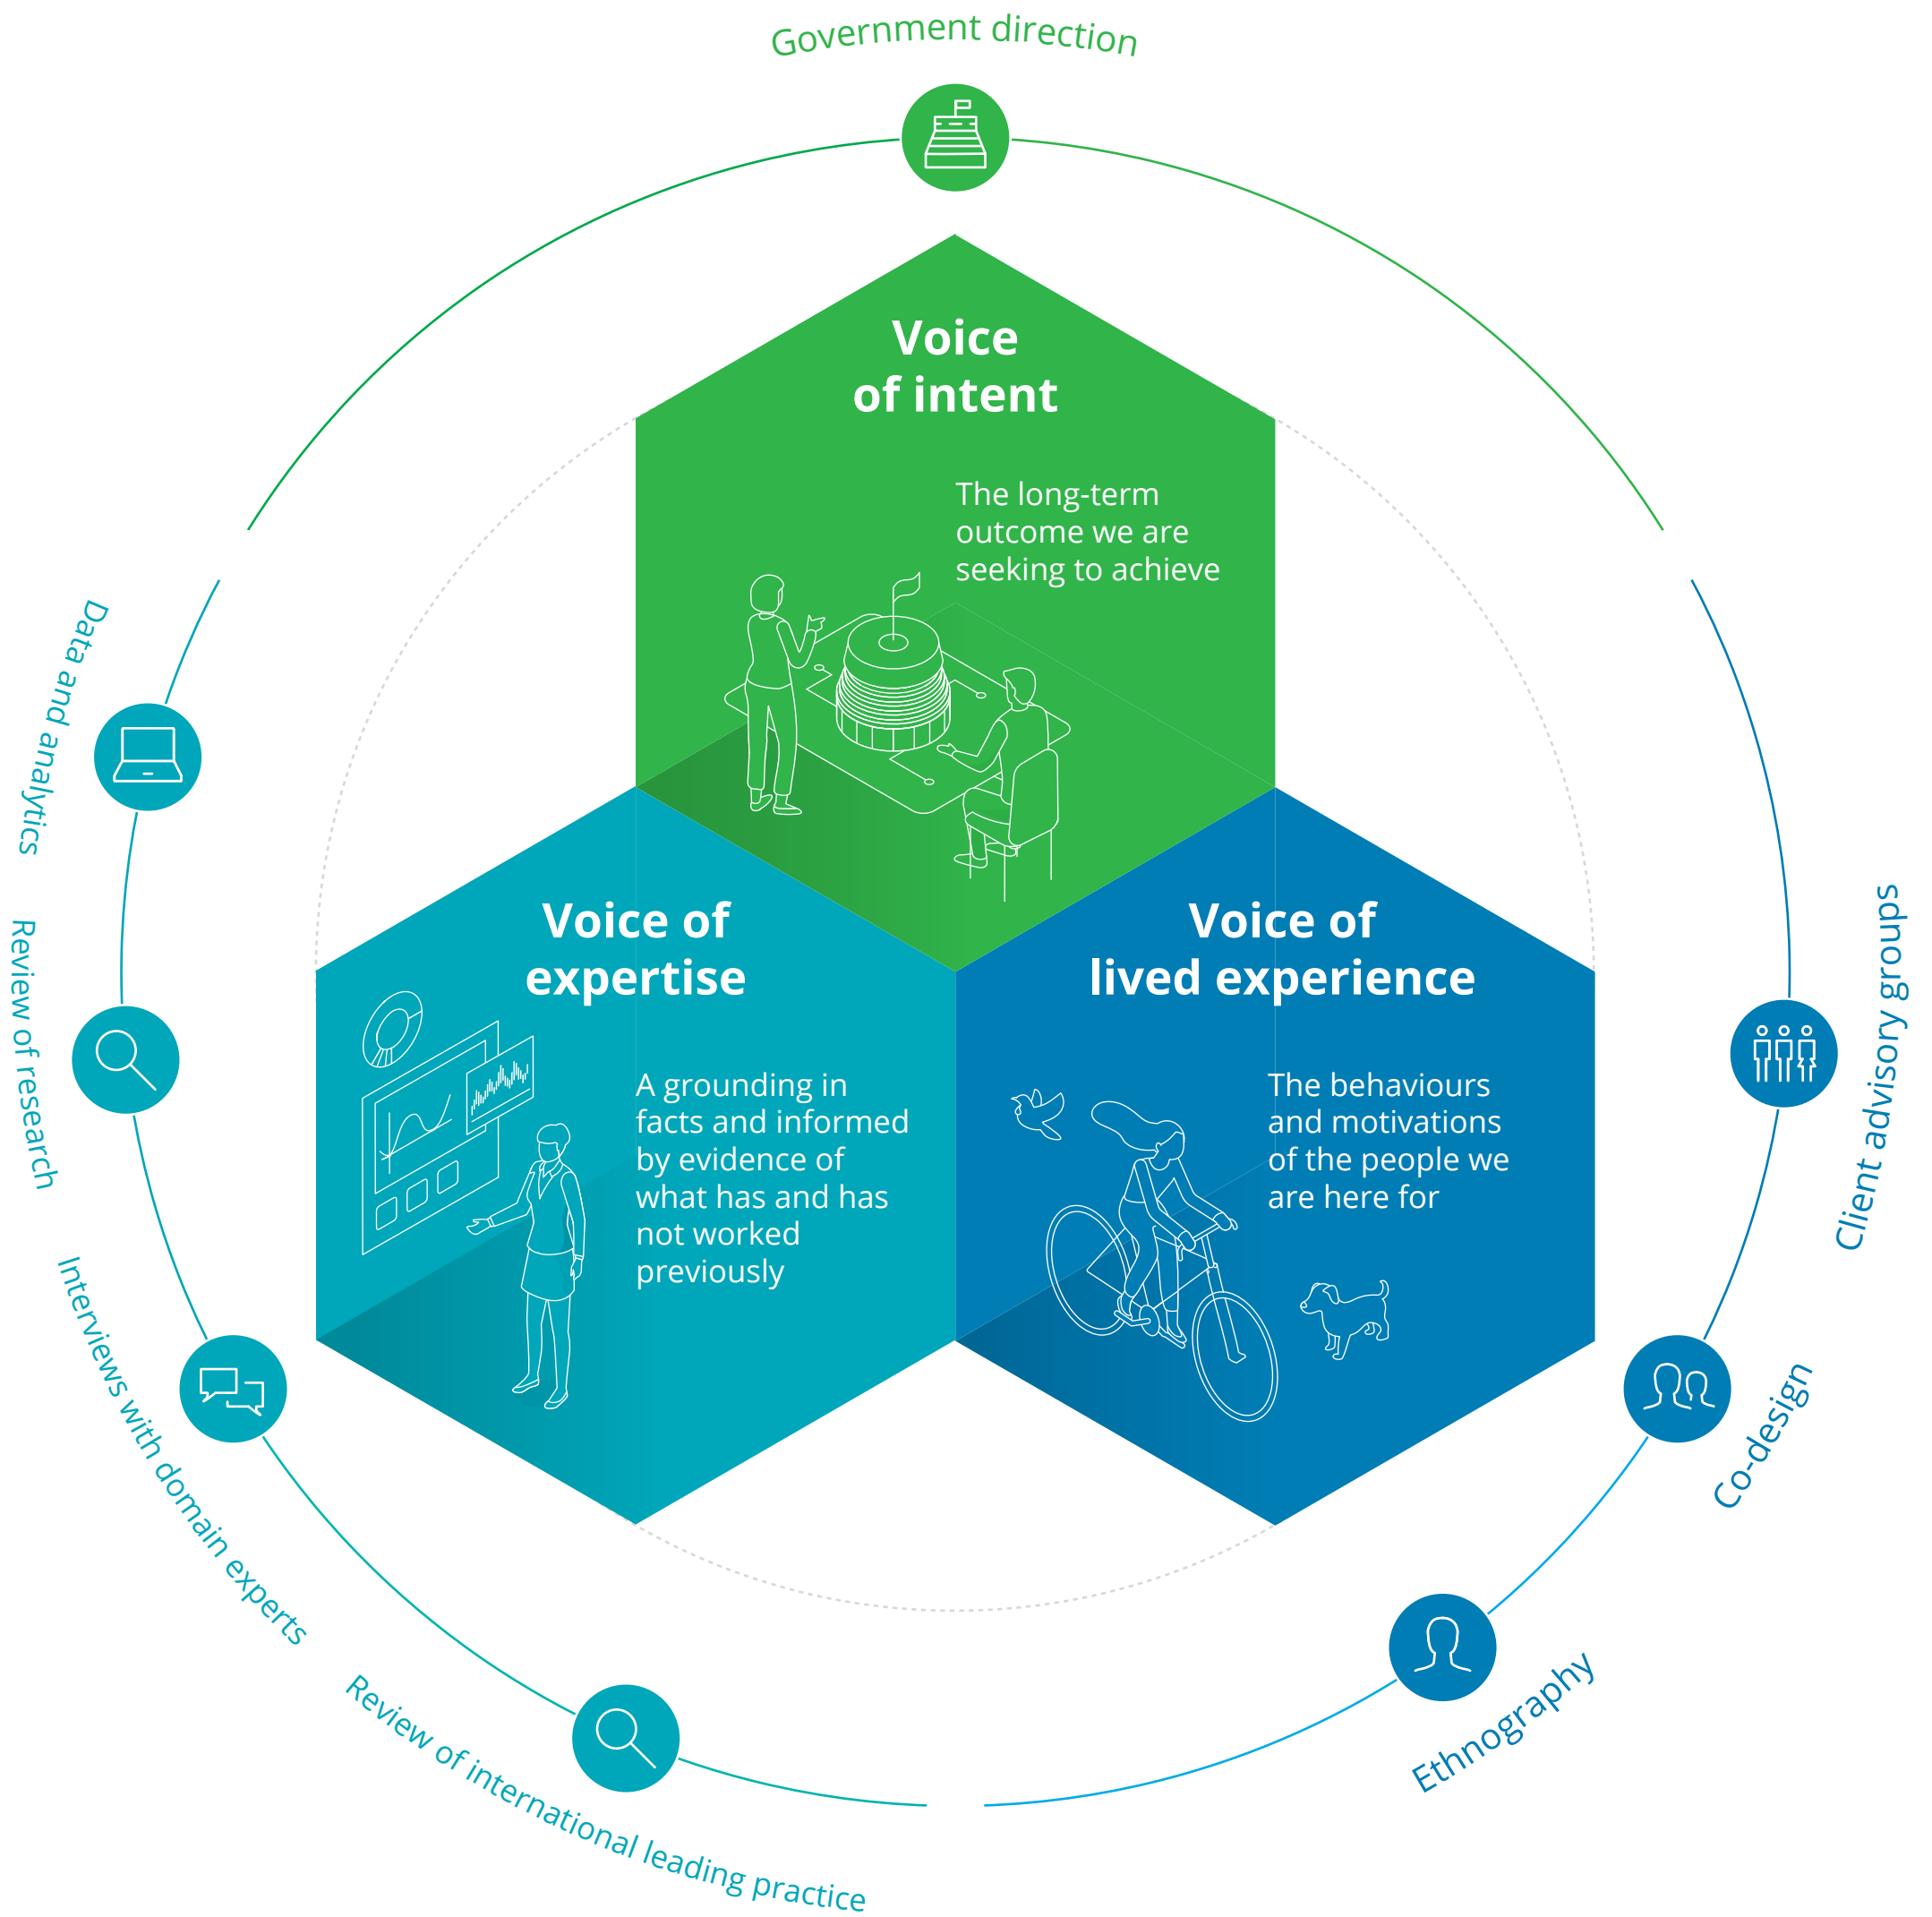 Government direction
Voice
of intent
The long-term
outcome we are
seeking to achieve
Voice of
expertise
A grounding in
facts and informed
by evidence of
what has and has
not worked
previously
Voice of
lived experience
The behaviours
and motivations
of the people we
are here for
Data and analytics
Review of research
Interviews with domain experts
Review of international leading practice
Client advisory groups
Co-design
Ethnography